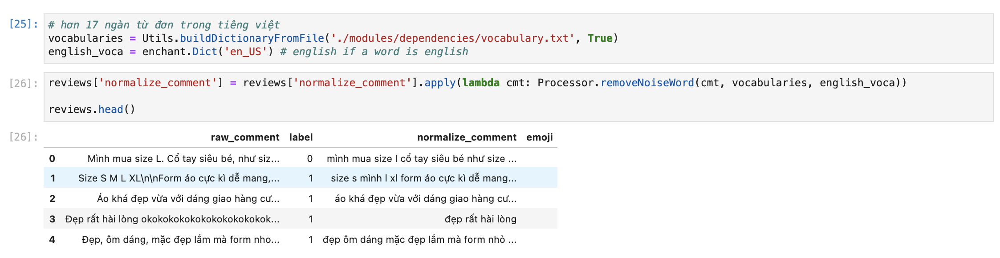 [25]: # hơn 17 ngàn từ đơn trong tiêng việt
vocabularies = Utils.buildDictionaryFromFile('./modules/dependencies/vocabulary.txt', True)
english_voca = enchant.Dict('en_US') # english if a word is english
[26]: reviews['normalize_comment'] = reviews['normalize_comment'].apply(lambda cmt: Processor.removeNoiseWord(cmt, vocabularies, english_voca))
reviews.head()
[26]: raw_comment label normalize_comment emoji
0 Mình mua size L. Cổ tay siêu bé, như siz... 0 mình mua size l cổ tay siêu bé như size ...
1 Size S M L XL\n\nForm áo cực kì dễ mang,... 1 size s mình l xl form áo cực kì dễ mang...
2 Áo khá đẹp vừa với dáng giao hàng cư... 1 áo khá đẹp vừa với dáng giao hàng cư...
3 Đẹp rất hài lòng okokokokokokokokokokokok... 1 đẹp rất hài lòng
4 Đẹp, ôm dáng, mặc đẹp lắm mà form nho... 1 đẹp ôm dáng mặc đẹp lắm mà form nhỏ ...